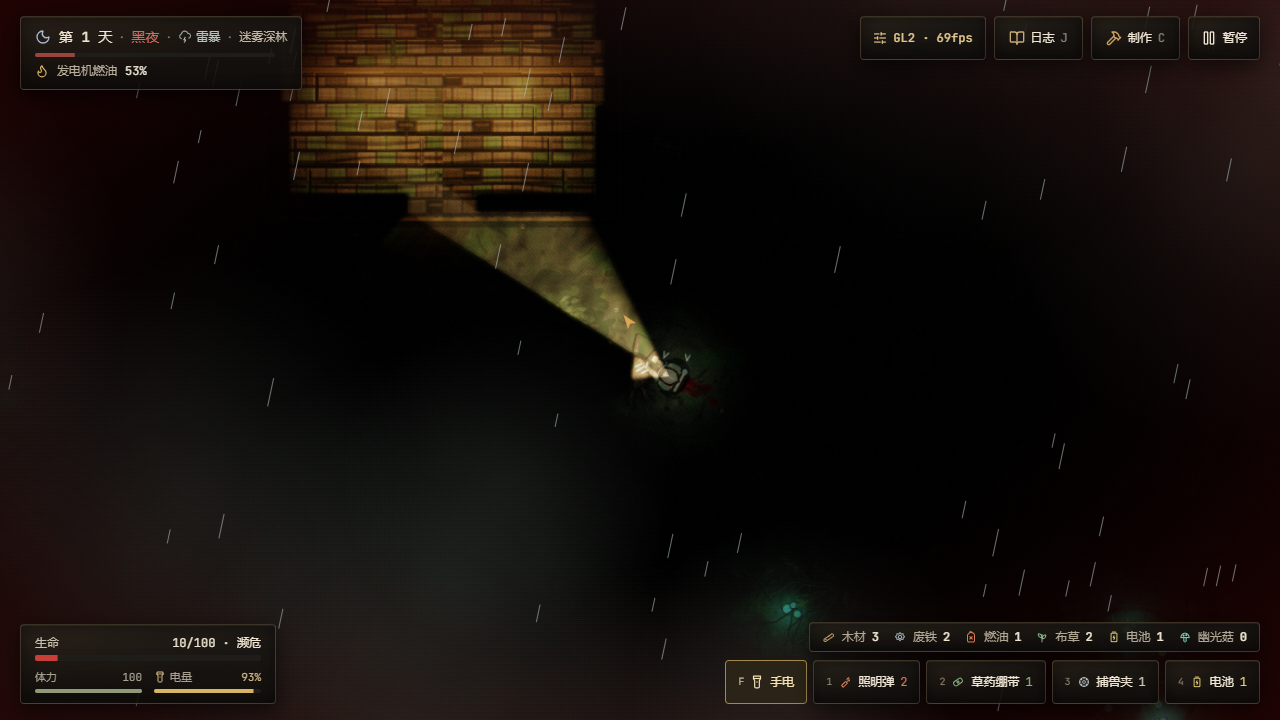 第 1 天 · 黑夜 · 雷暴 · 迷雾深林
发电机燃油 53%
GL2 · 69fps
日志 J
制作 C
暂停
生命 10/100 · 濒危
体力 100 电量 93%
木材 3 废铁 2 燃油 1 布草 2 电池 1 幽光菇 0
F 手电
1 照明弹 2
2 草药绷带 1
3 捕兽夹 1
4 电池 1